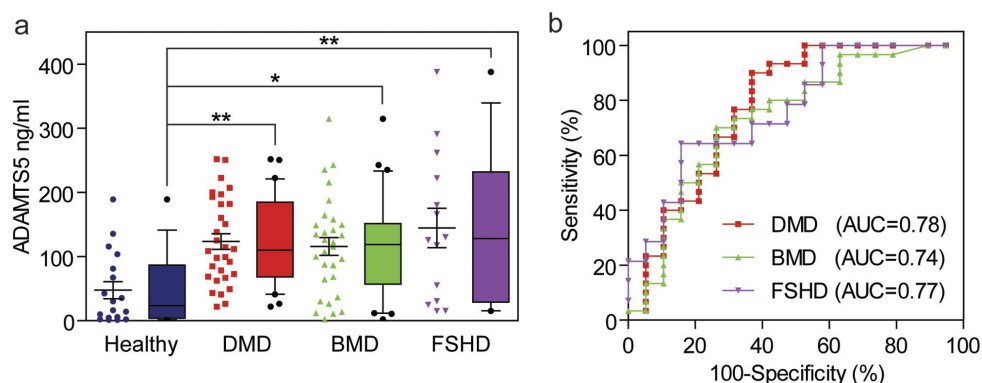 a
ADAMTS5 ng/ml
400
300
200
100
0
**
*
**
Healthy DMD BMD FSHD
b
Sensitivity (%)
100
80
60
40
20
0
DMD (AUC=0.78)
BMD (AUC=0.74)
FSHD (AUC=0.77)
0 20 40 60 80 100
100-Specificity (%)